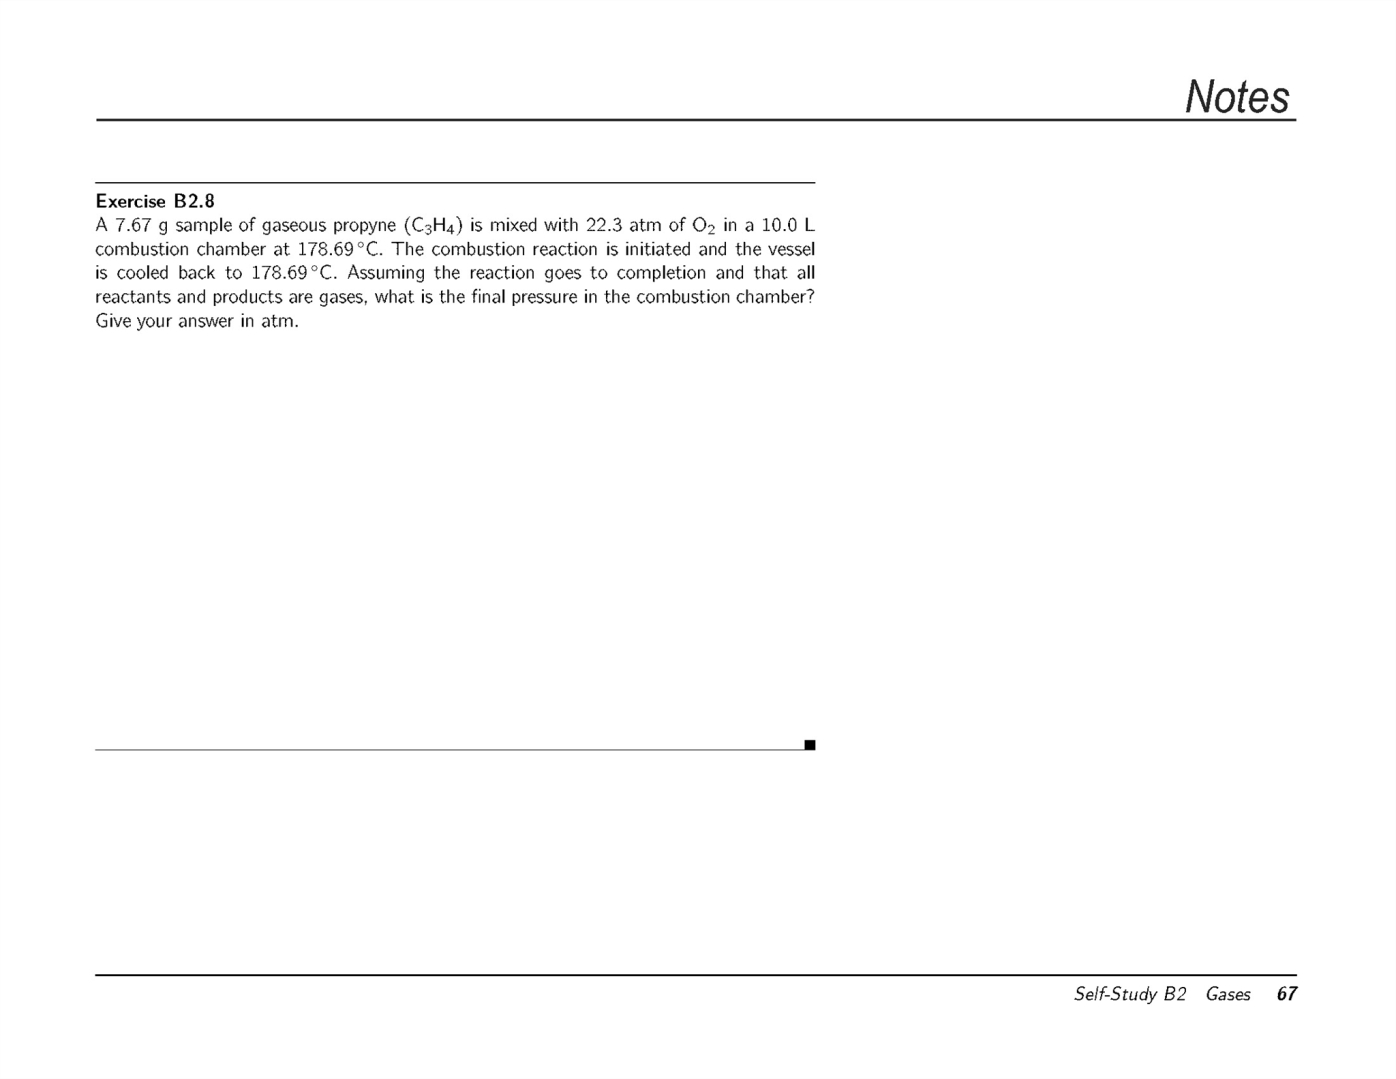 Notes
Exercise B2.8
A 7.67 g sample of gaseous propyne (C₃H₄) is mixed with 22.3 atm of O₂ in a 10.0 L
combustion chamber at 178.69 °C. The combustion reaction is initiated and the vessel
is cooled back to 178.69 °C. Assuming the reaction goes to completion and that all
reactants and products are gases, what is the final pressure in the combustion chamber?
Give your answer in atm.
Self-Study B2 Gases 67